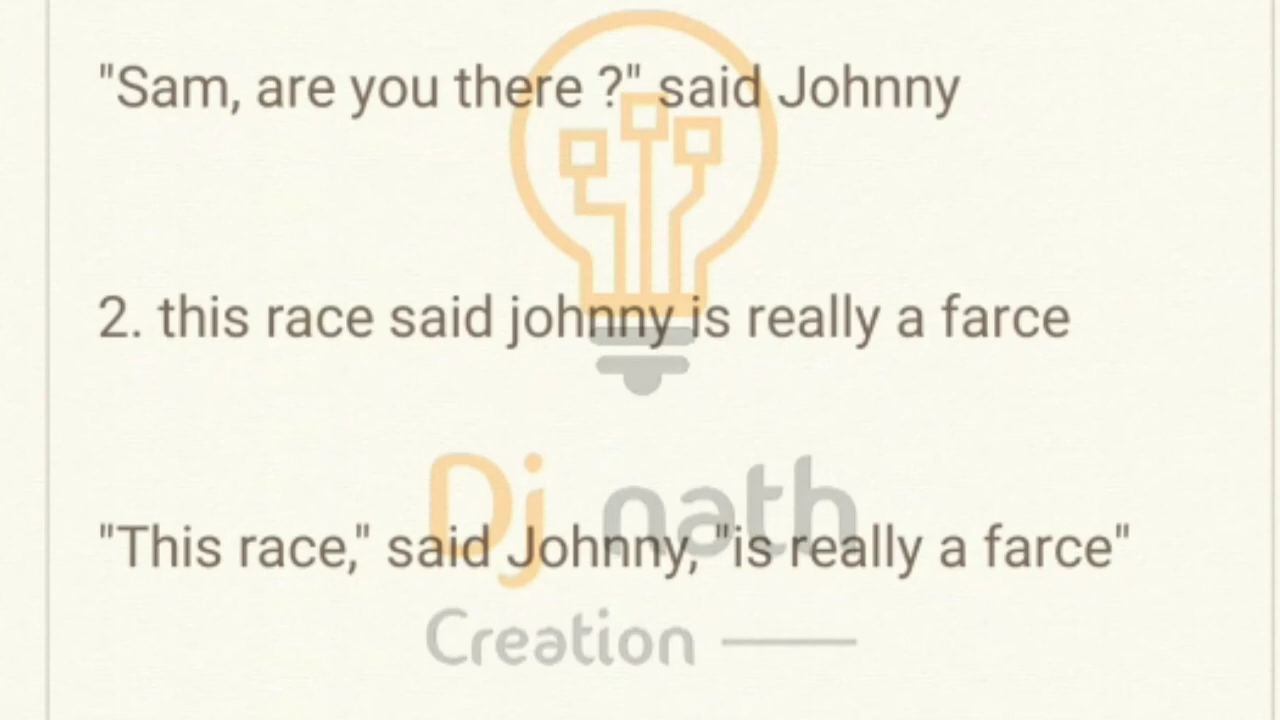 "Sam, are you there ?" said Johnny
2. this race said johnny is really a farce
"This race," said Johnny, "is really a farce"
Dj nath
Creation